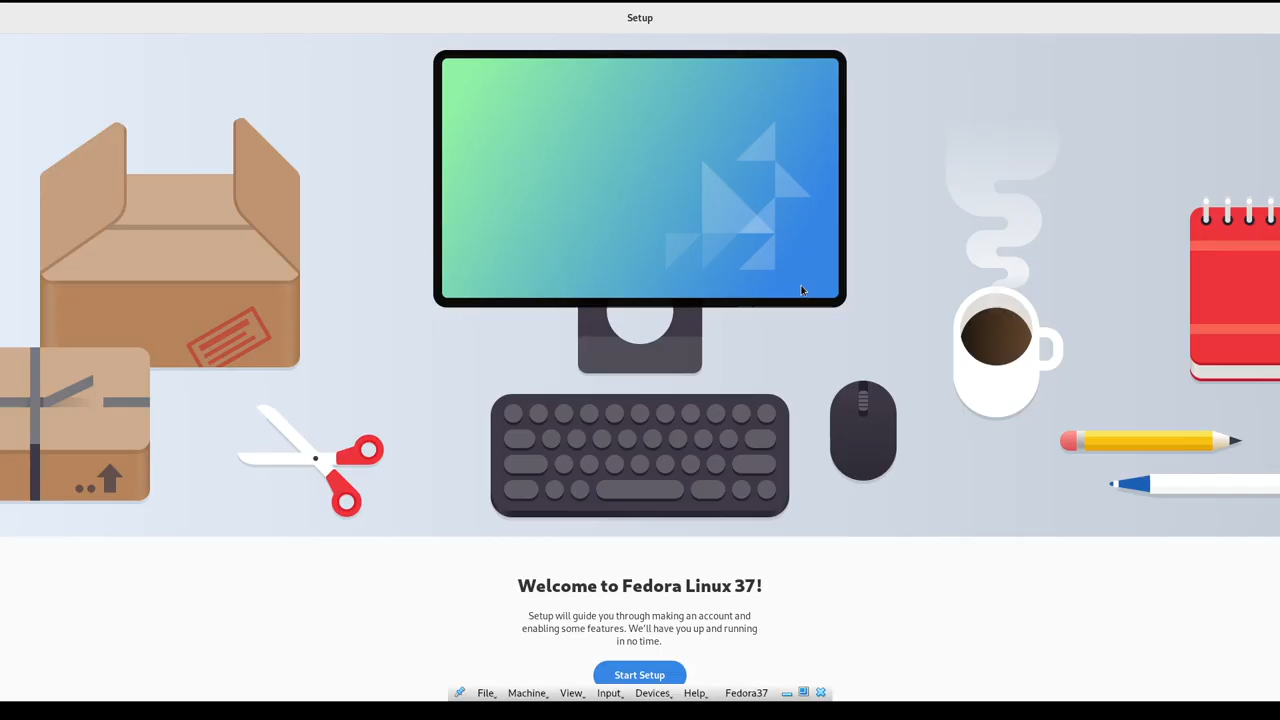 Setup
Welcome to Fedora Linux 37!
Setup will guide you through making an account and
enabling some features. We'll have you up and running
in no time.
Start Setup
File Machine View Input Devices Help Fedora37